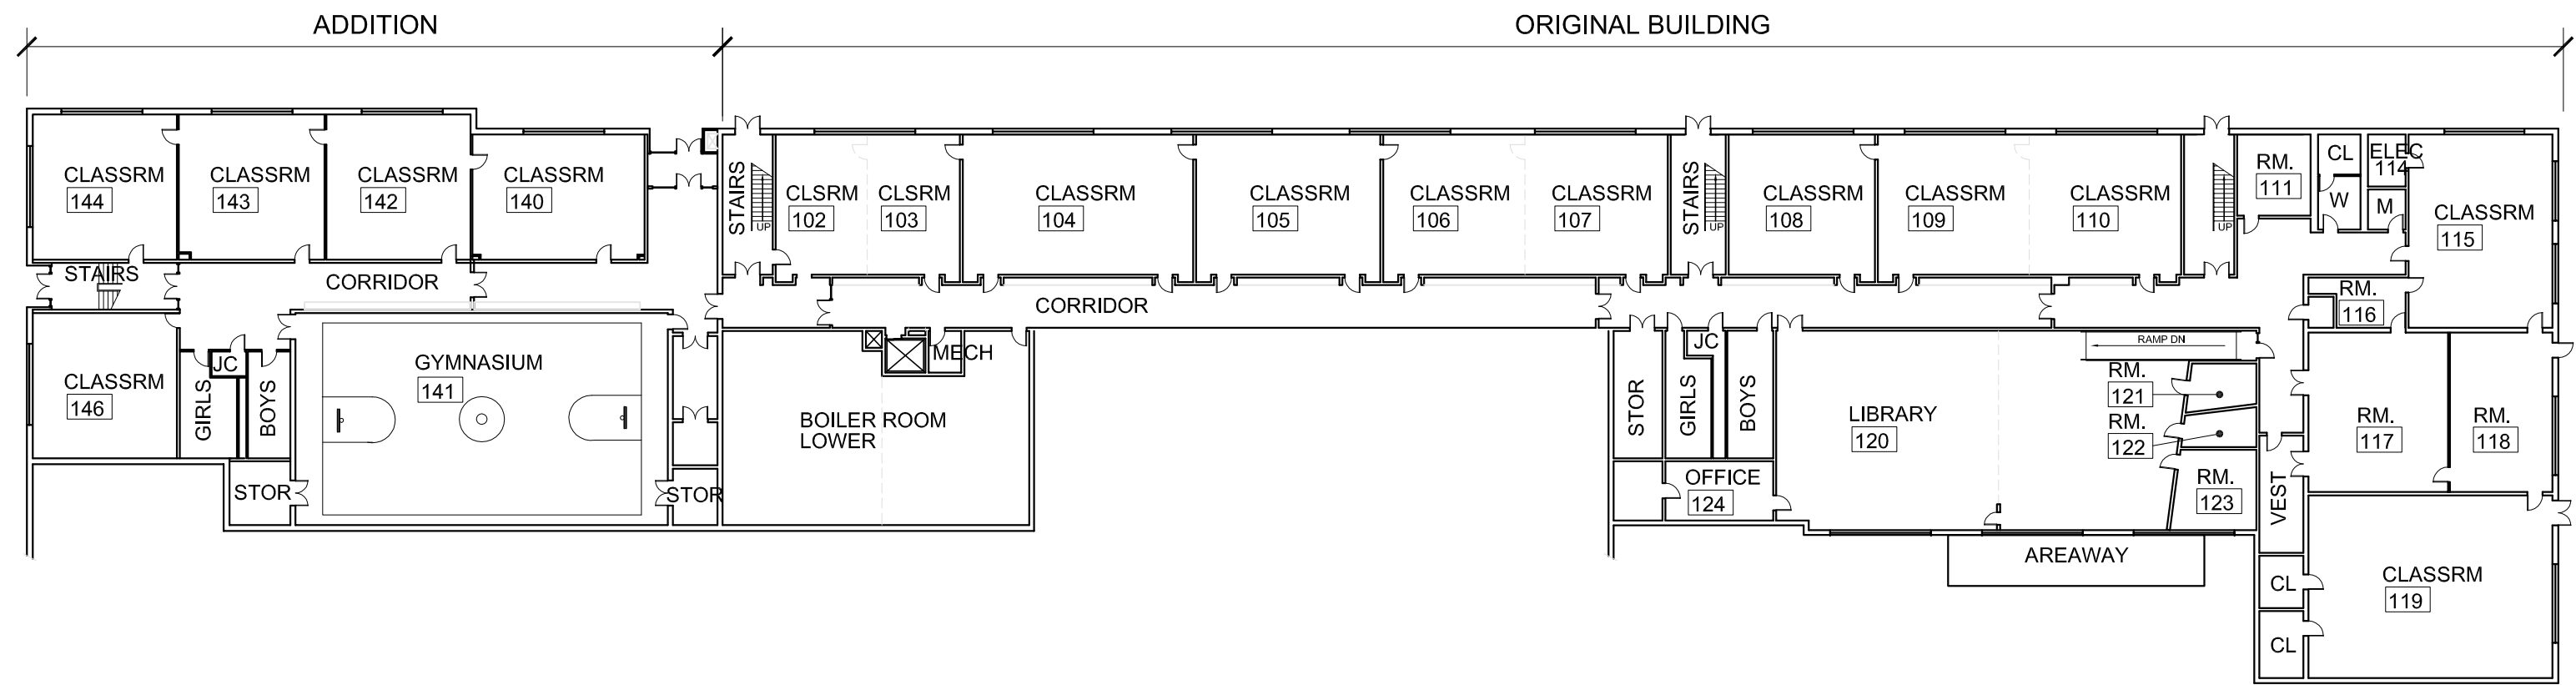 ADDITION
ORIGINAL BUILDING
CLASSRM
144
CLASSRM
143
CLASSRM
142
CLASSRM
140
STAIRS
UP
CLSRM
102
CLSRM
103
CLASSRM
104
CLASSRM
105
CLASSRM
106
CLASSRM
107
STAIRS
UP
CLASSRM
108
CLASSRM
109
CLASSRM
110
UP
RM.
111
CL
W
ELEC
114
M
CLASSRM
115
STAIRS
CORRIDOR
CORRIDOR
RM.
116
CLASSRM
146
GIRLS
JC
BOYS
GYMNASIUM
141
STOR
STOR
MECH
BOILER ROOM
LOWER
STOR
GIRLS
JC
BOYS
OFFICE
124
LIBRARY
120
RAMP DN
RM.
121
RM.
122
RM.
123
VEST
RM.
117
RM.
118
AREAWAY
CL
CL
CLASSRM
119